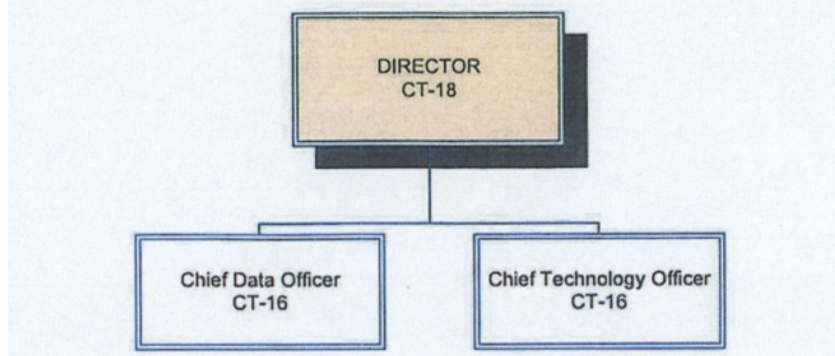 DIRECTOR
CT-18
Chief Data Officer
CT-16
Chief Technology Officer
CT-16